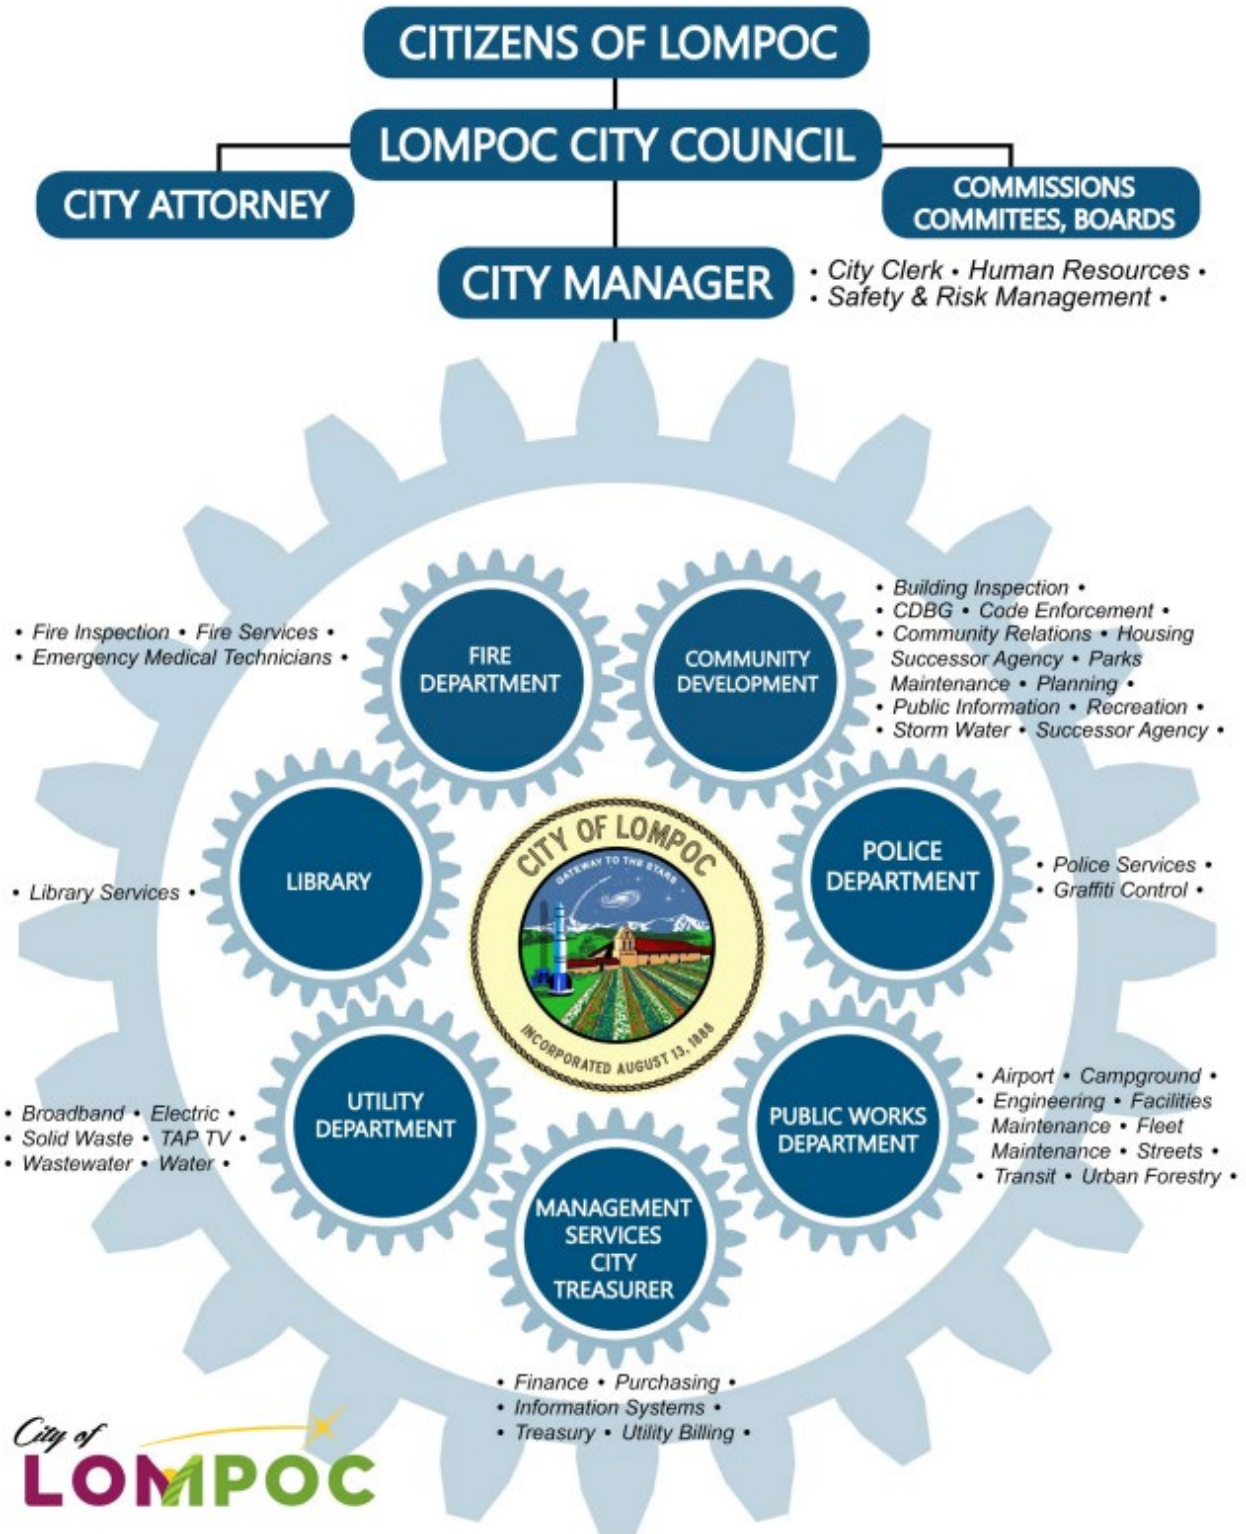 CITIZENS OF LOMPOC
LOMPOC CITY COUNCIL
CITY ATTORNEY
COMMISSIONS
COMMITEES, BOARDS
CITY MANAGER
• City Clerk • Human Resources •
• Safety & Risk Management •
FIRE
DEPARTMENT
• Fire Inspection • Fire Services •
• Emergency Medical Technicians •
COMMUNITY
DEVELOPMENT
• Building Inspection •
• CDBG • Code Enforcement •
• Community Relations • Housing
Successor Agency • Parks
Maintenance • Planning •
• Public Information • Recreation •
• Storm Water • Successor Agency •
LIBRARY
• Library Services •
CITY OF LOMPOC
GATEWAY TO THE STARS
INCORPORATED AUGUST 13, 1888
POLICE
DEPARTMENT
• Police Services •
• Graffiti Control •
UTILITY
DEPARTMENT
• Broadband • Electric •
• Solid Waste • TAP TV •
• Wastewater • Water •
PUBLIC WORKS
DEPARTMENT
• Airport • Campground •
• Engineering • Facilities
Maintenance • Fleet
Maintenance • Streets •
• Transit • Urban Forestry •
MANAGEMENT
SERVICES
CITY
TREASURER
• Finance • Purchasing •
• Information Systems •
• Treasury • Utility Billing •
City of
LOMPOC